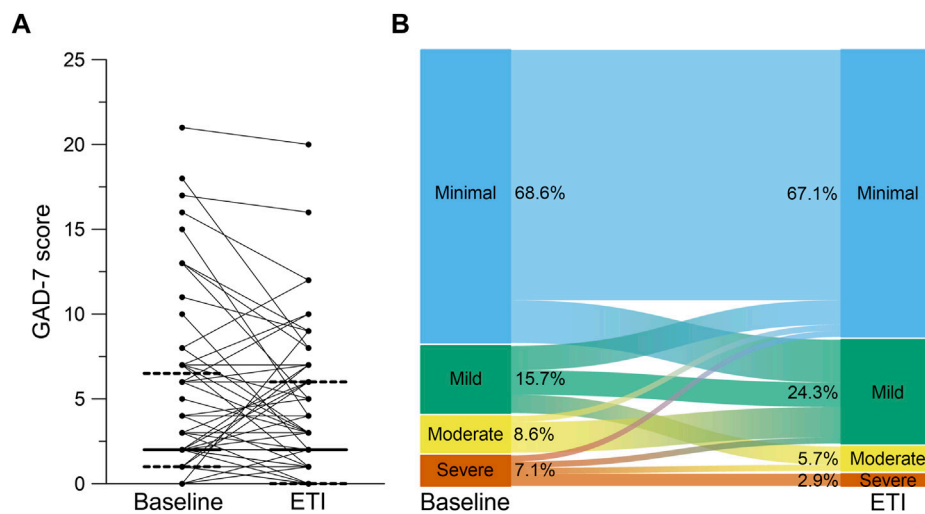 A
B
25
20
15
10
5
0
GAD-7 score
Baseline
ETI
Minimal
68.6%
67.1%
Minimal
Mild
15.7%
24.3%
Mild
Moderate
8.6%
5.7%
Moderate
Severe
7.1%
2.9%
Severe
Baseline
ETI